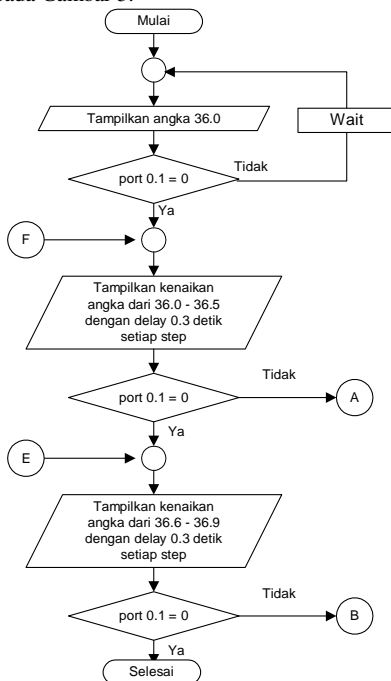 pada Gambar 3.
Mulai
Tampilkan angka 36.0
Wait
Tidak
port 0.1 = 0
Ya
F
Tampilkan kenaikan
angka dari 36.0 - 36.5
dengan delay 0.3 detik
setiap step
Tidak
port 0.1 = 0
A
Ya
E
Tampilkan kenaikan
angka dari 36.6 - 36.9
dengan delay 0.3 detik
setiap step
Tidak
port 0.1 = 0
B
Ya
Selesai